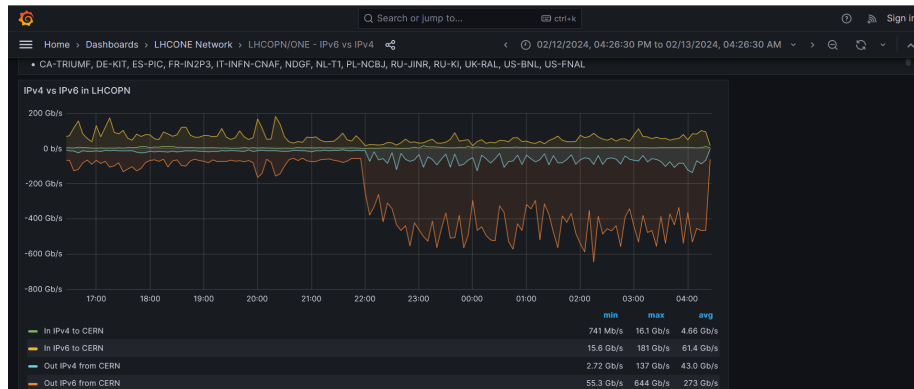 Search or jump to... ctrl+k Sign in
Home > Dashboards > LHCONE Network > LHCOPN/ONE - IPv6 vs IPv4 02/12/2024, 04:26:30 PM to 02/13/2024, 04:26:30 AM
• CA-TRIUMF, DE-KIT, ES-PIC, FR-IN2P3, IT-INFN-CNAF, NDGF, NL-T1, PL-NCBJ, RU-JINR, RU-KI, UK-RAL, US-BNL, US-FNAL
IPv4 vs IPv6 in LHCOPN
200 Gb/s
0 b/s
-200 Gb/s
-400 Gb/s
-600 Gb/s
-800 Gb/s
17:00 18:00 19:00 20:00 21:00 22:00 23:00 00:00 01:00 02:00 03:00 04:00
min max avg
In IPv4 to CERN 741 Mb/s 16.1 Gb/s 4.66 Gb/s
In IPv6 to CERN 15.6 Gb/s 181 Gb/s 61.4 Gb/s
Out IPv4 from CERN 2.72 Gb/s 137 Gb/s 43.0 Gb/s
Out IPv6 from CERN 55.3 Gb/s 644 Gb/s 273 Gb/s